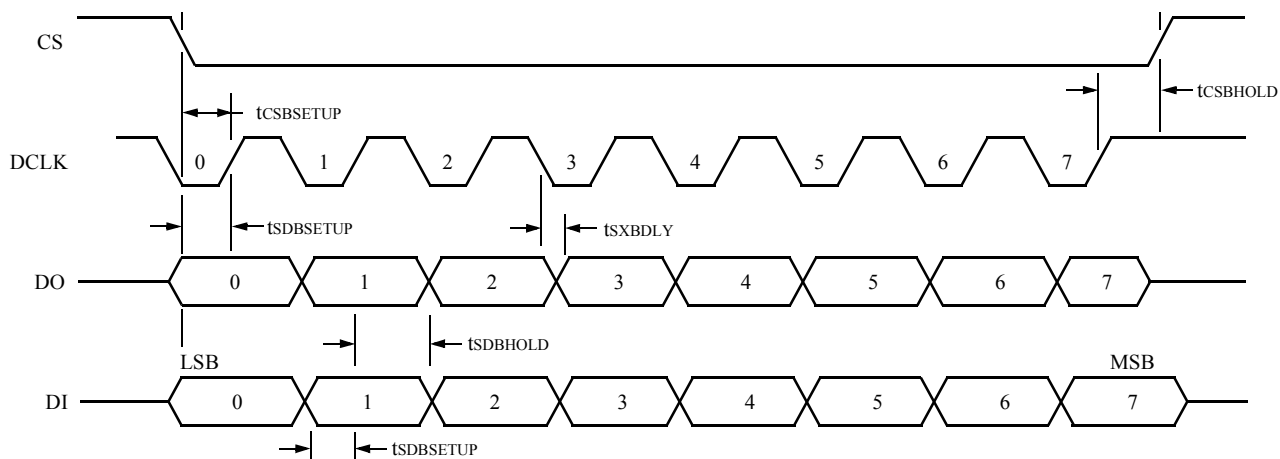 CS
tCSBSETUP
tCSBHOLD
DCLK 0 1 2 3 4 5 6 7
tSDBSETUP
tSXBDLY
DO 0 1 2 3 4 5 6 7
tSDBHOLD
LSB MSB
DI 0 1 2 3 4 5 6 7
tSDBSETUP